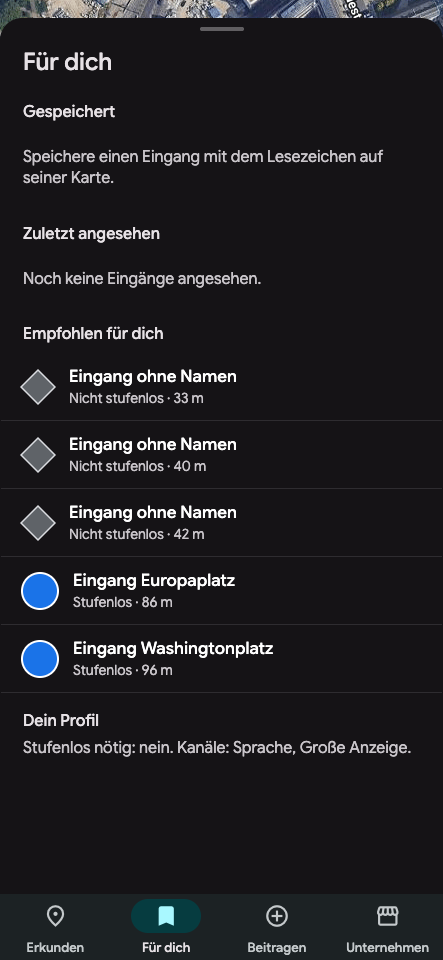 Für dich
Gespeichert
Speichere einen Eingang mit dem Lesezeichen auf
seiner Karte.
Zuletzt angesehen
Noch keine Eingänge angesehen.
Empfohlen für dich
Eingang ohne Namen
Nicht stufenlos · 33 m
Eingang ohne Namen
Nicht stufenlos · 40 m
Eingang ohne Namen
Nicht stufenlos · 42 m
Eingang Europaplatz
Stufenlos · 86 m
Eingang Washingtonplatz
Stufenlos · 96 m
Dein Profil
Stufenlos nötig: nein. Kanäle: Sprache, Große Anzeige.
Erkunden
Für dich
Beitragen
Unternehmen